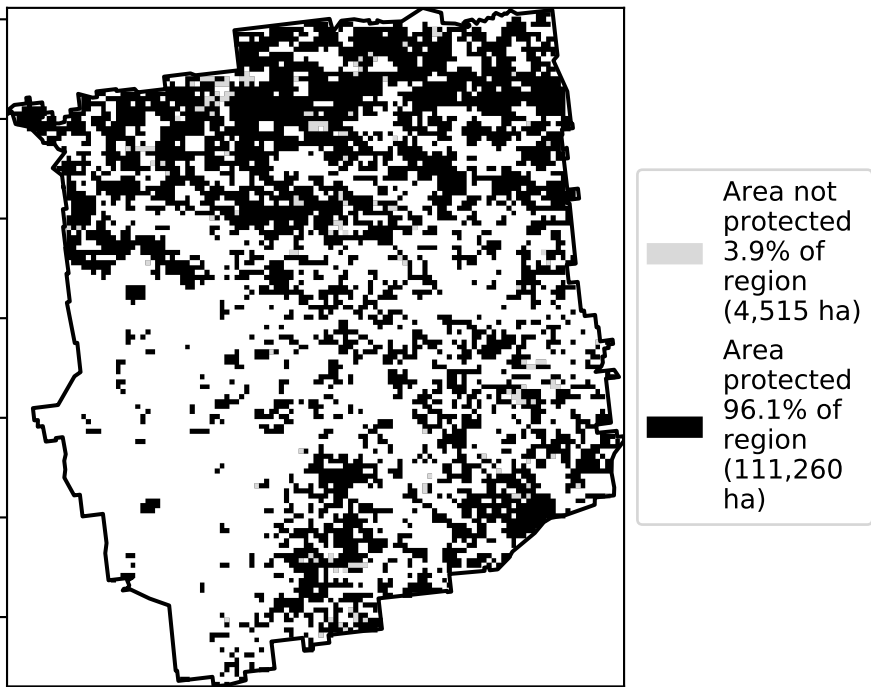 Area not
protected
3.9% of
region
(4,515 ha)
Area
protected
96.1% of
region
(111,260
ha)